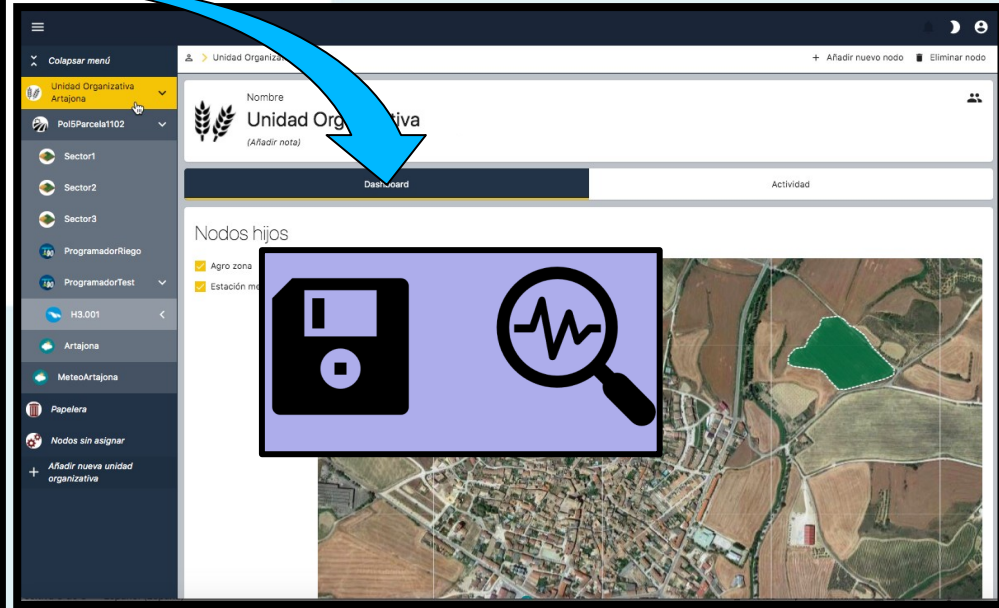 Colapsar menú
Unidad Organiza
+ Añadir nuevo nodo
Eliminar nodo
Unidad Organizativa
Artajona
Pol5Parcela1102
Sector1
Sector2
Sector3
ProgramadorRiego
ProgramadorTest
H3.001
Artajona
MeteoArtajona
Papelera
Nodos sin asignar
+ Añadir nueva unidad
organizativa
Nombre
Unidad Org tiva
(Añadir nota)
Dashboard
Actividad
Nodos hijos
Agro zona
Estación me